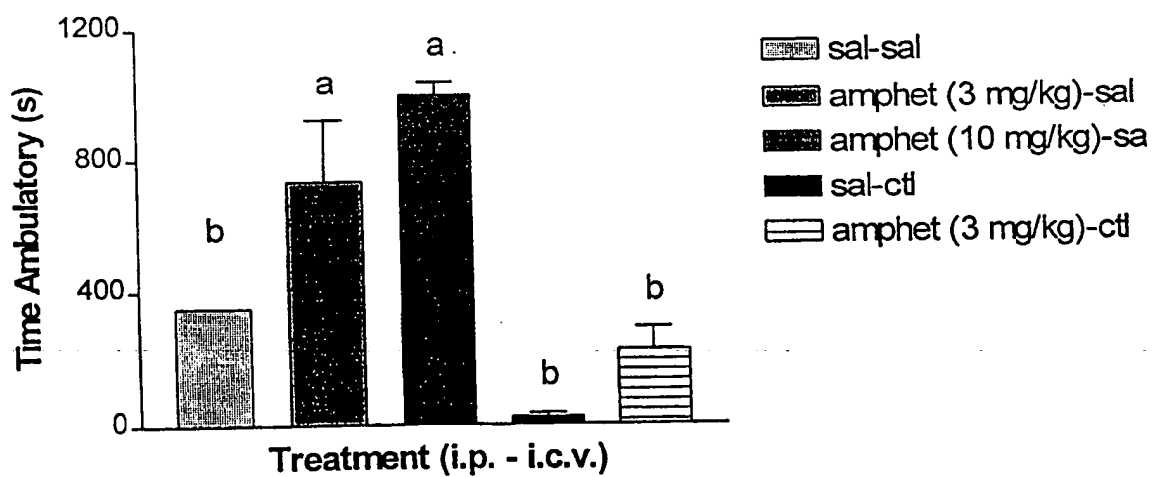 Time Ambulatory (s)
1200
800
400
0
b
a
a
b
b
Treatment (i.p. - i.c.v.)
sal-sal
amphet (3 mg/kg)-sal
amphet (10 mg/kg)-sa
sal-ctl
amphet (3 mg/kg)-ctl